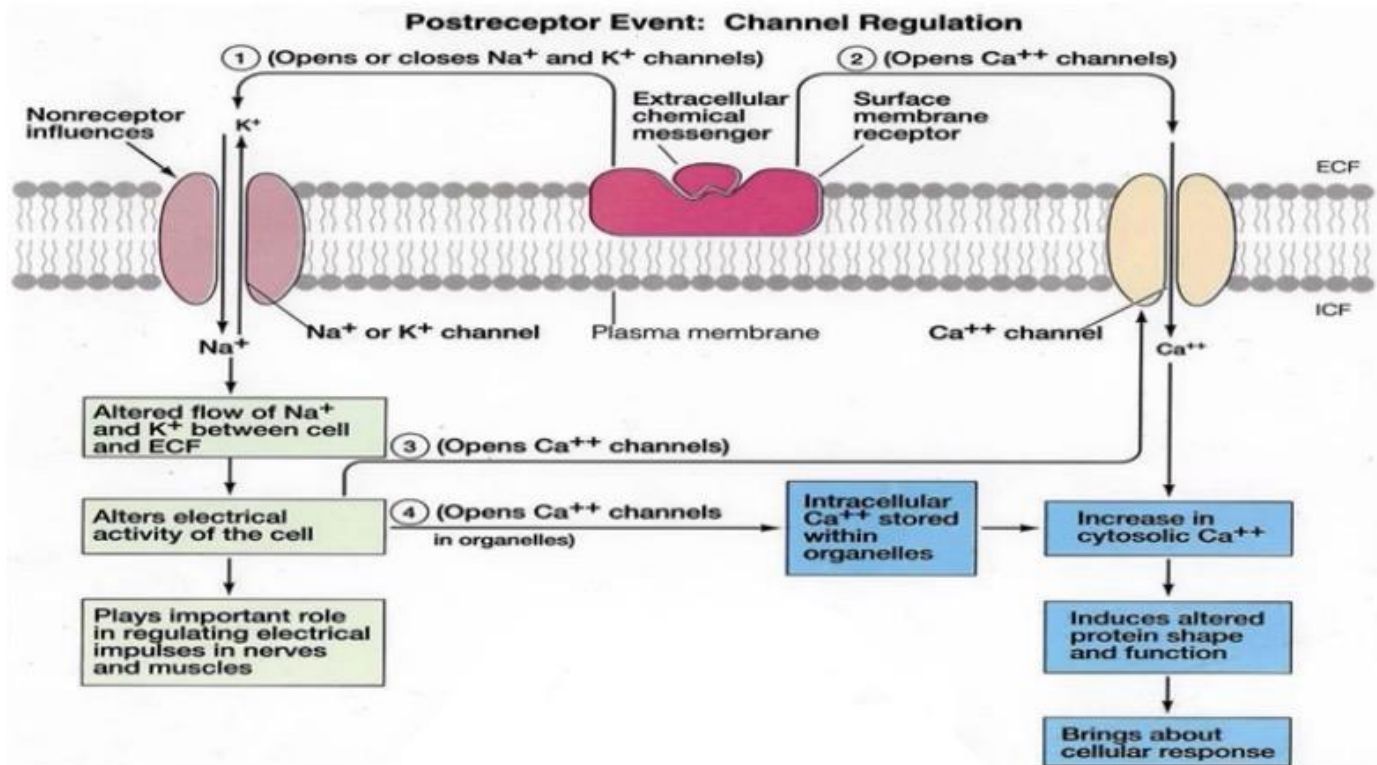 Postreceptor Event: Channel Regulation
1 (Opens or closes Na+ and K+ channels)
2 (Opens Ca++ channels)
Nonreceptor
influences
K+
Extracellular
chemical
messenger
Surface
membrane
receptor
ECF
Na+ or K+ channel
Plasma membrane
Ca++ channel
ICF
Na+
Ca++
Altered flow of Na+
and K+ between cell
and ECF
3 (Opens Ca++ channels)
Alters electrical
activity of the cell
4 (Opens Ca++ channels
in organelles)
Intracellular
Ca++ stored
within
organelles
Increase in
cytosolic Ca++
Plays important role
in regulating electrical
impulses in nerves
and muscles
Induces altered
protein shape
and function
Brings about
cellular response